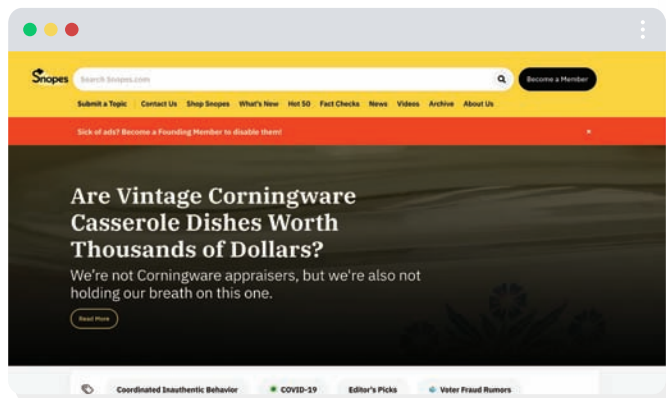 Snopes
Search Snopes.com
Become a Member
Submit a Topic
Contact Us
Shop Snopes
What's New
Hot 50
Fact Checks
News
Videos
Archive
About Us
Sick of ads? Become a Founding Member to disable them!
×
Are Vintage Corningware
Casserole Dishes Worth
Thousands of Dollars?
We're not Corningware appraisers, but we're also not
holding our breath on this one.
Read More
Coordinated Inauthentic Behavior
COVID-19
Editor's Picks
Voter Fraud Rumors